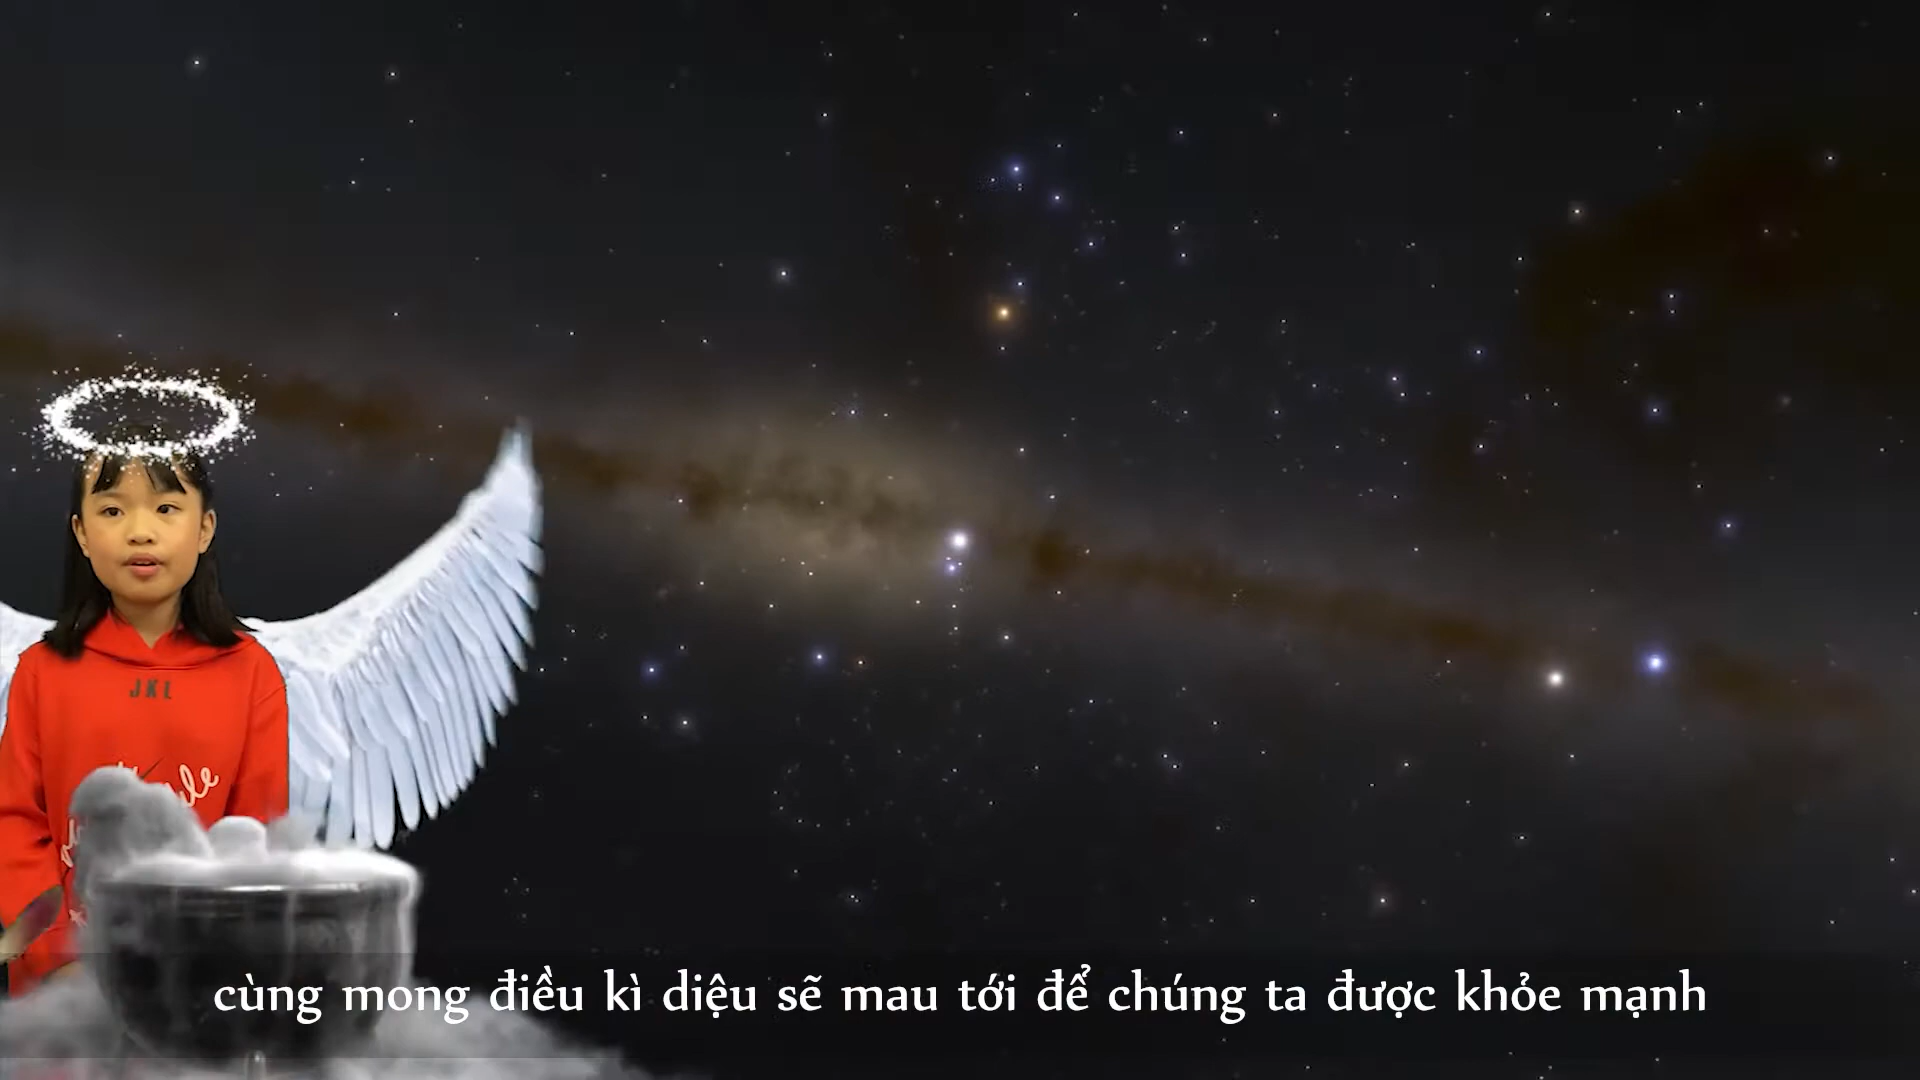 JKL
cùng mong điều kì diệu sẽ mau tới để chúng ta được khỏe mạnh